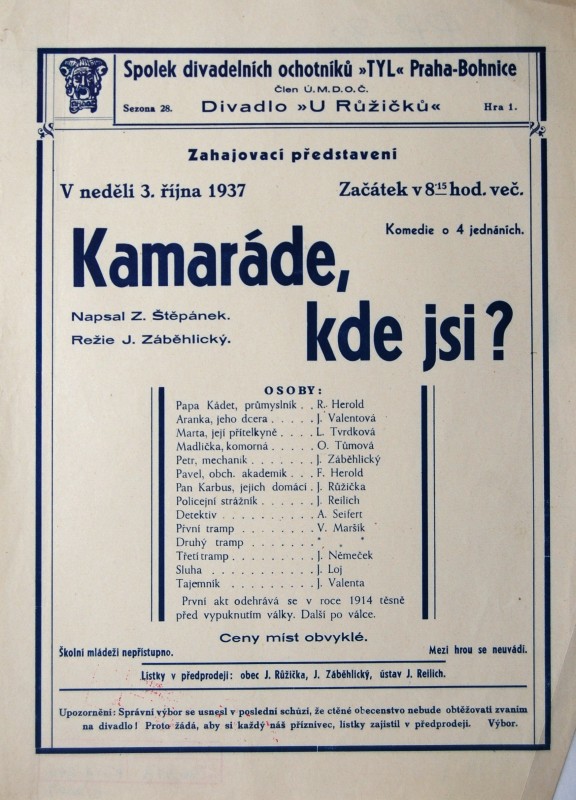 Spolek divadelních ochotníků »TYL« Praha-Bohnice
Člen Ú.M.D.O.Č.
Sezona 28. Divadlo »U Růžičků« Hra 1.
Zahajovací představení
V neděli 3. října 1937 Začátek v 8·15 hod. več.
Komedie o 4 jednáních.
Kamaráde,
kde jsi?
Napsal Z. Štěpánek.
Režie J. Záběhlický.
OSOBY:
Papa Kádet, průmyslník . . R. Herold
Aranka, jeho dcera . . . . . J. Valentová
Marta, její přítelkyně . . . . L. Tvrdková
Madlička, komorná . . . . . O. Tůmová
Petr, mechanik . . . . . . . J. Záběhlický
Pavel, obch. akademik . . . F. Herold
Pan Karbus, jejich domácí . J. Růžička
Policejní strážník . . . . . . J. Reilich
Detektiv . . . . . . . . . . A. Seifert
První tramp . . . . . . . . V. Maršík
Druhý tramp . . . . . . . * * *
Třetí tramp . . . . . . . . J. Němeček
Sluha . . . . . . . . . . . J. Loj
Tajemník . . . . . . . . . J. Valenta
První akt odehrává se v roce 1914 těsně
před vypuknutím války. Další po válce.
Ceny míst obvyklé.
Školní mládeži nepřístupno. Mezi hrou se neuvádí.
Lístky v předprodeji: obec J. Růžička, J. Záběhlický, ústav J. Reilich.
Upozornění: Správní výbor se usnesl v poslední schůzi, že ctěné obecenstvo nebude obtěžovati zvaním
na divadlo! Proto žádá, aby si každý náš příznivec, lístky zajistil v předprodeji. Výbor.